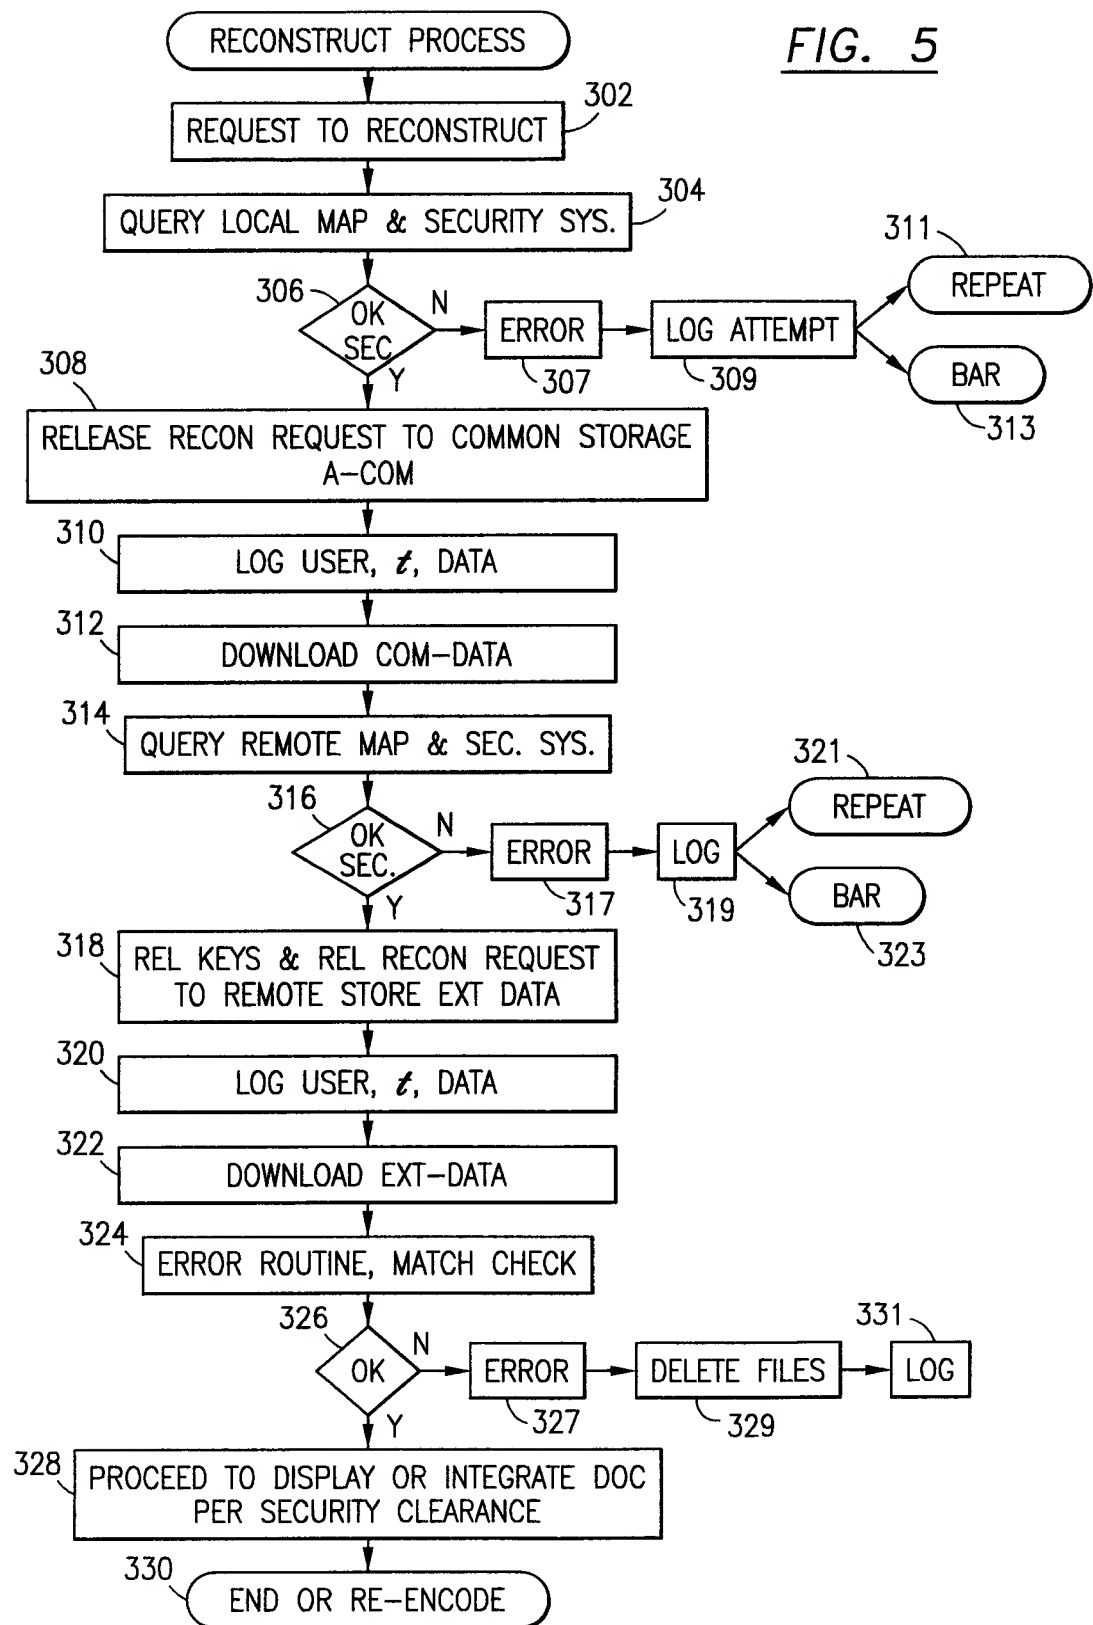 RECONSTRUCT PROCESS
FIG. 5
302
REQUEST TO RECONSTRUCT
304
QUERY LOCAL MAP & SECURITY SYS.
311
REPEAT
306
OK
SEC
N
ERROR
LOG ATTEMPT
307
309
BAR
313
Y
308
RELEASE RECON REQUEST TO COMMON STORAGE
A-COM
310
LOG USER, t, DATA
312
DOWNLOAD COM-DATA
314
QUERY REMOTE MAP & SEC. SYS.
321
REPEAT
316
OK
SEC.
N
ERROR
LOG
317
319
BAR
323
Y
318
REL KEYS & REL RECON REQUEST
TO REMOTE STORE EXT DATA
320
LOG USER, t, DATA
322
DOWNLOAD EXT-DATA
324
ERROR ROUTINE, MATCH CHECK
326
OK
N
ERROR
DELETE FILES
331
LOG
327
329
Y
328
PROCEED TO DISPLAY OR INTEGRATE DOC
PER SECURITY CLEARANCE
330
END OR RE-ENCODE